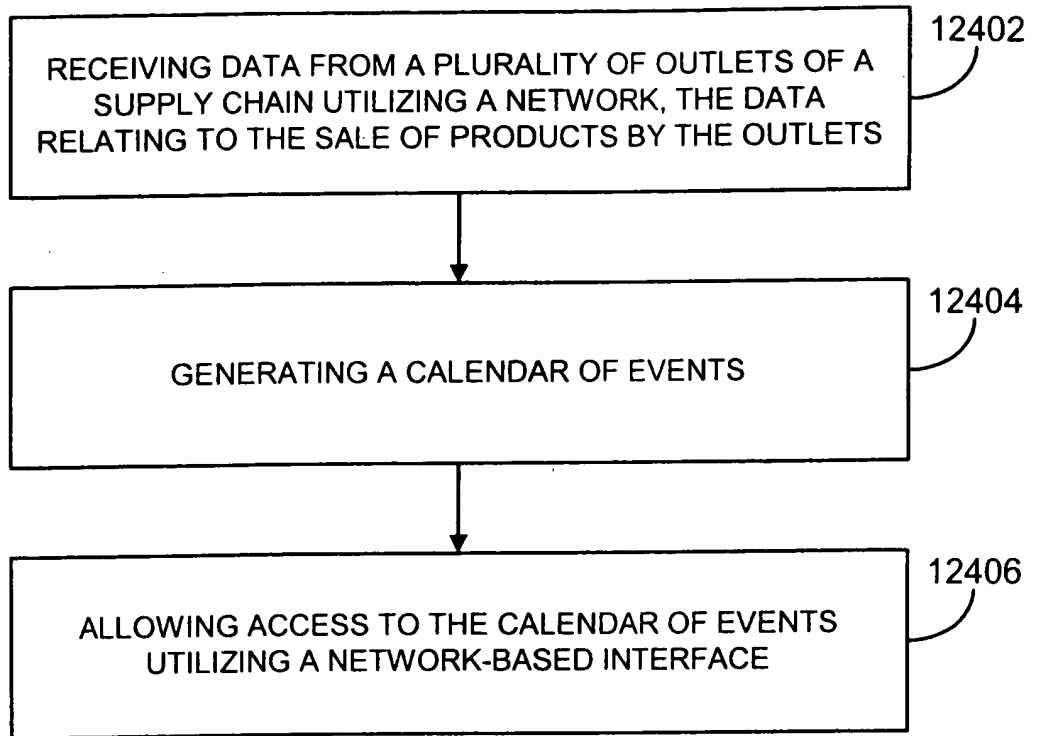 12402
RECEIVING DATA FROM A PLURALITY OF OUTLETS OF A
SUPPLY CHAIN UTILIZING A NETWORK, THE DATA
RELATING TO THE SALE OF PRODUCTS BY THE OUTLETS
12404
GENERATING A CALENDAR OF EVENTS
12406
ALLOWING ACCESS TO THE CALENDAR OF EVENTS
UTILIZING A NETWORK-BASED INTERFACE